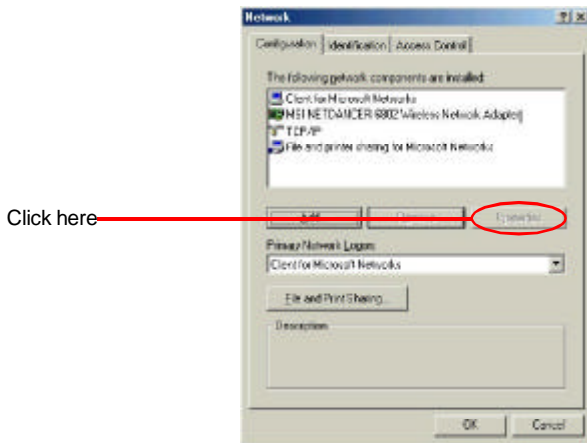 Network
Configuration Identification Access Control
The following network components are installed:
Client for Microsoft Networks
MSI NETDANCER 6802 Wireless Network Adapter
TCP/IP
File and printer sharing for Microsoft Networks
Click here
Add... Remove Properties
Primary Network Logon:
Client for Microsoft Networks
File and Print Sharing...
Description
OK Cancel